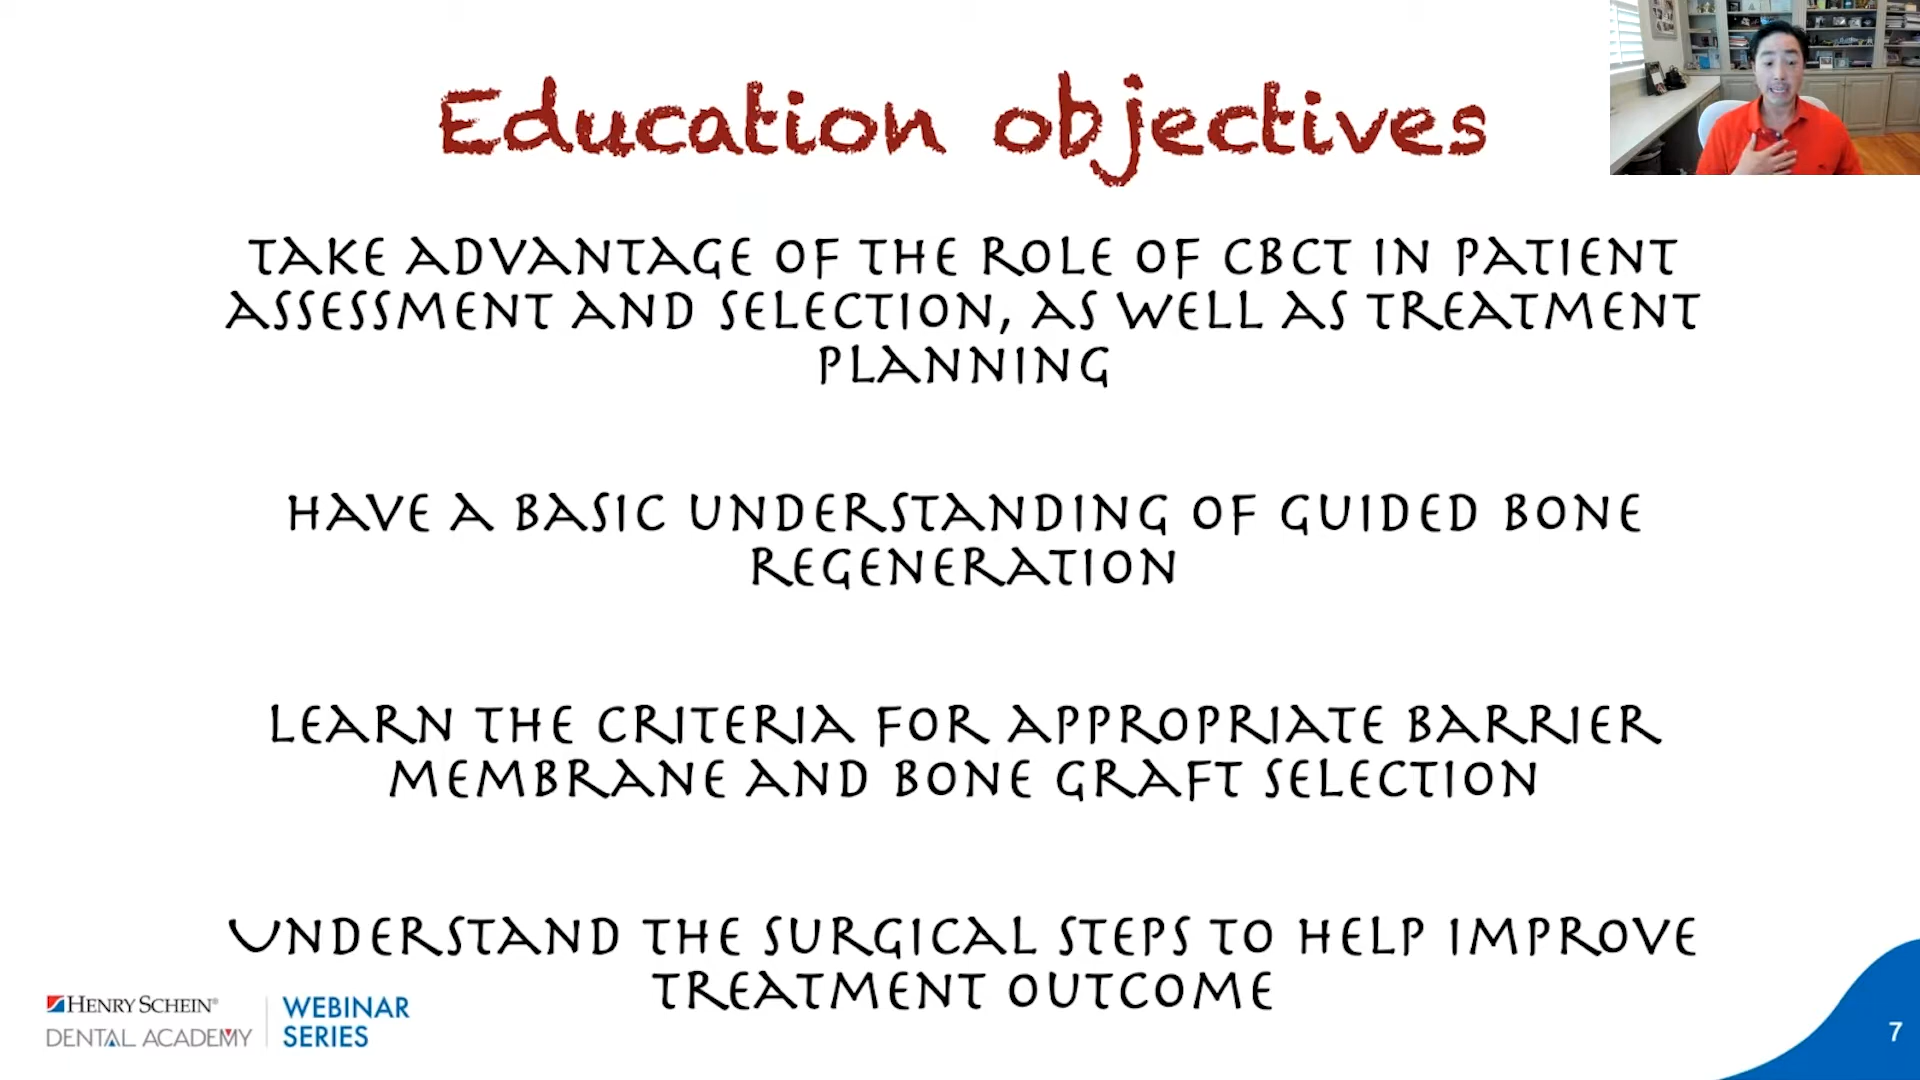 Education objectives
Take advantage of the role of CBCT in patient
assessment and selection, as well as treatment
planning
Have a basic understanding of guided bone
regeneration
Learn the criteria for appropriate barrier
membrane and bone graft selection
Understand the surgical steps to help improve
treatment outcome
HENRY SCHEIN®
DENTAL ACADEMY
WEBINAR
SERIES
7